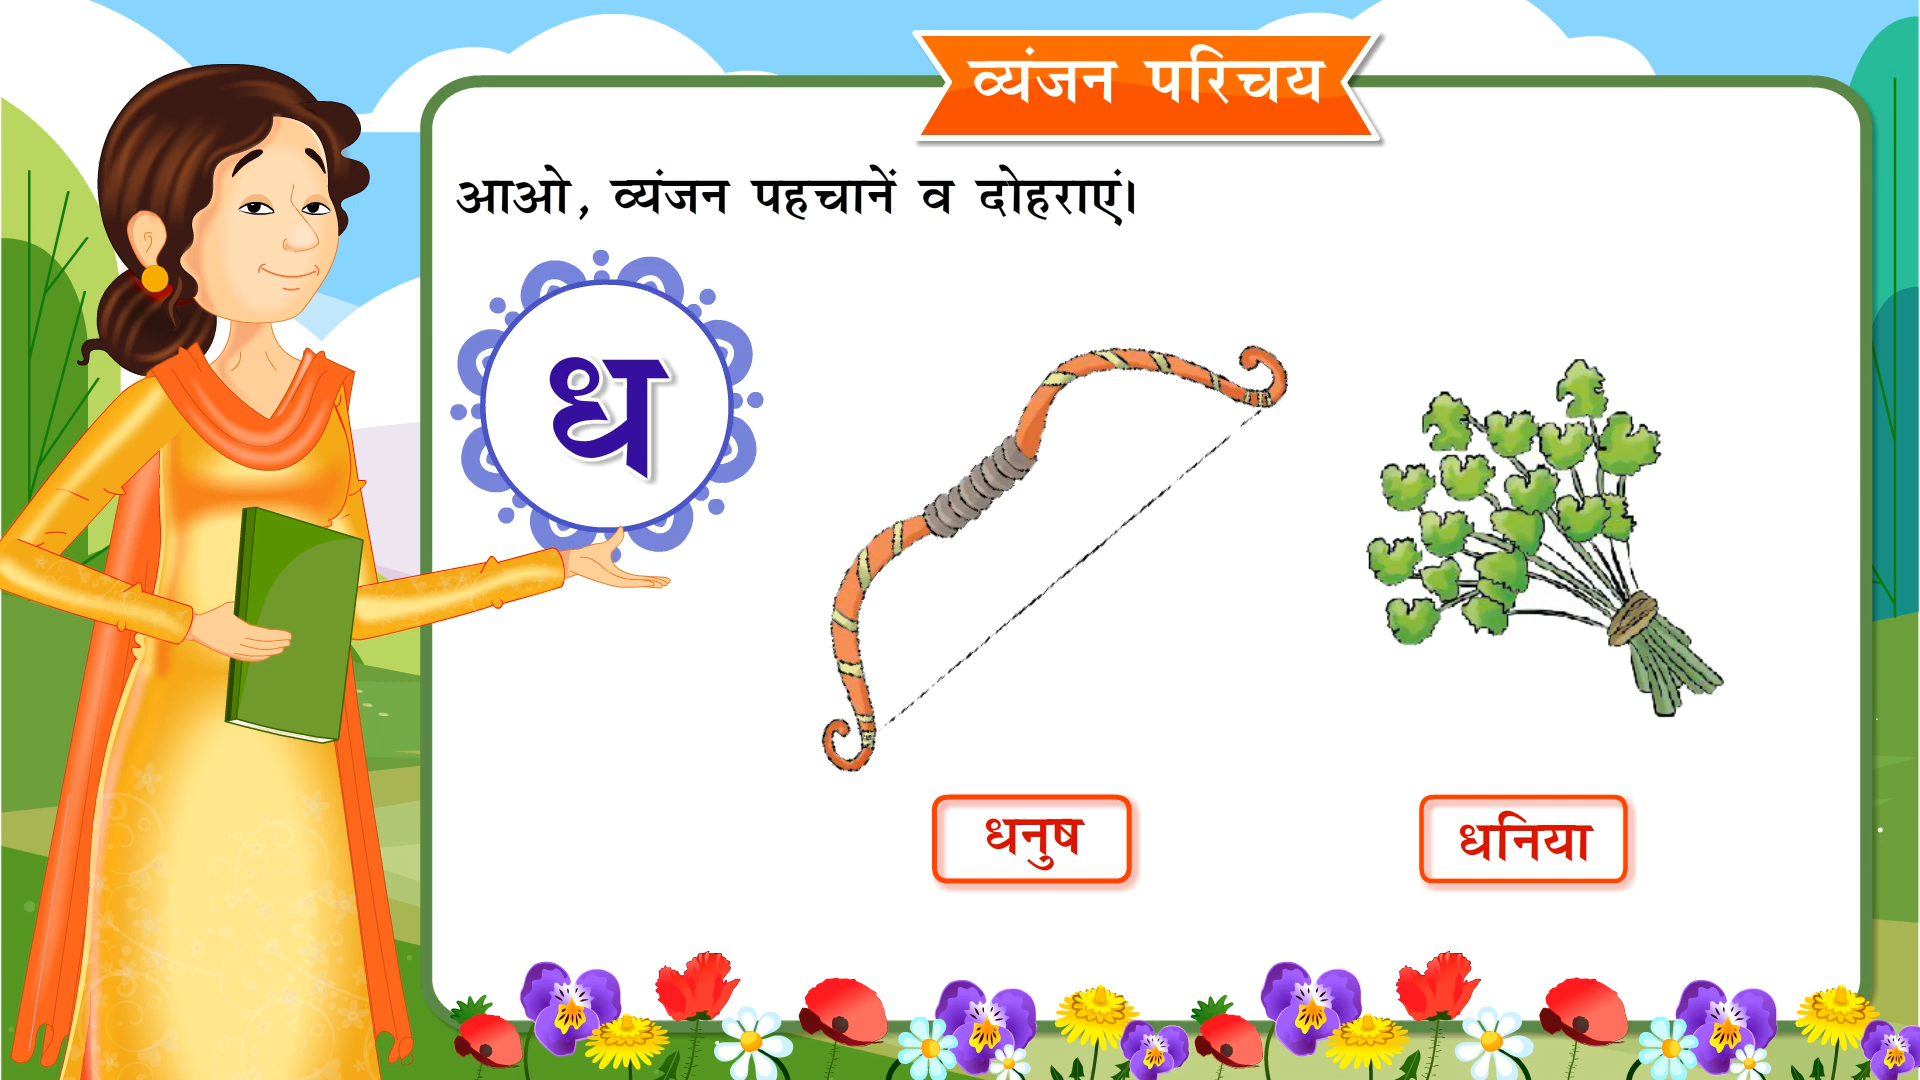 व्यंजन परिचय
आओ, व्यंजन पहचानें व दोहराएं।
ध
धनुष
धनिया